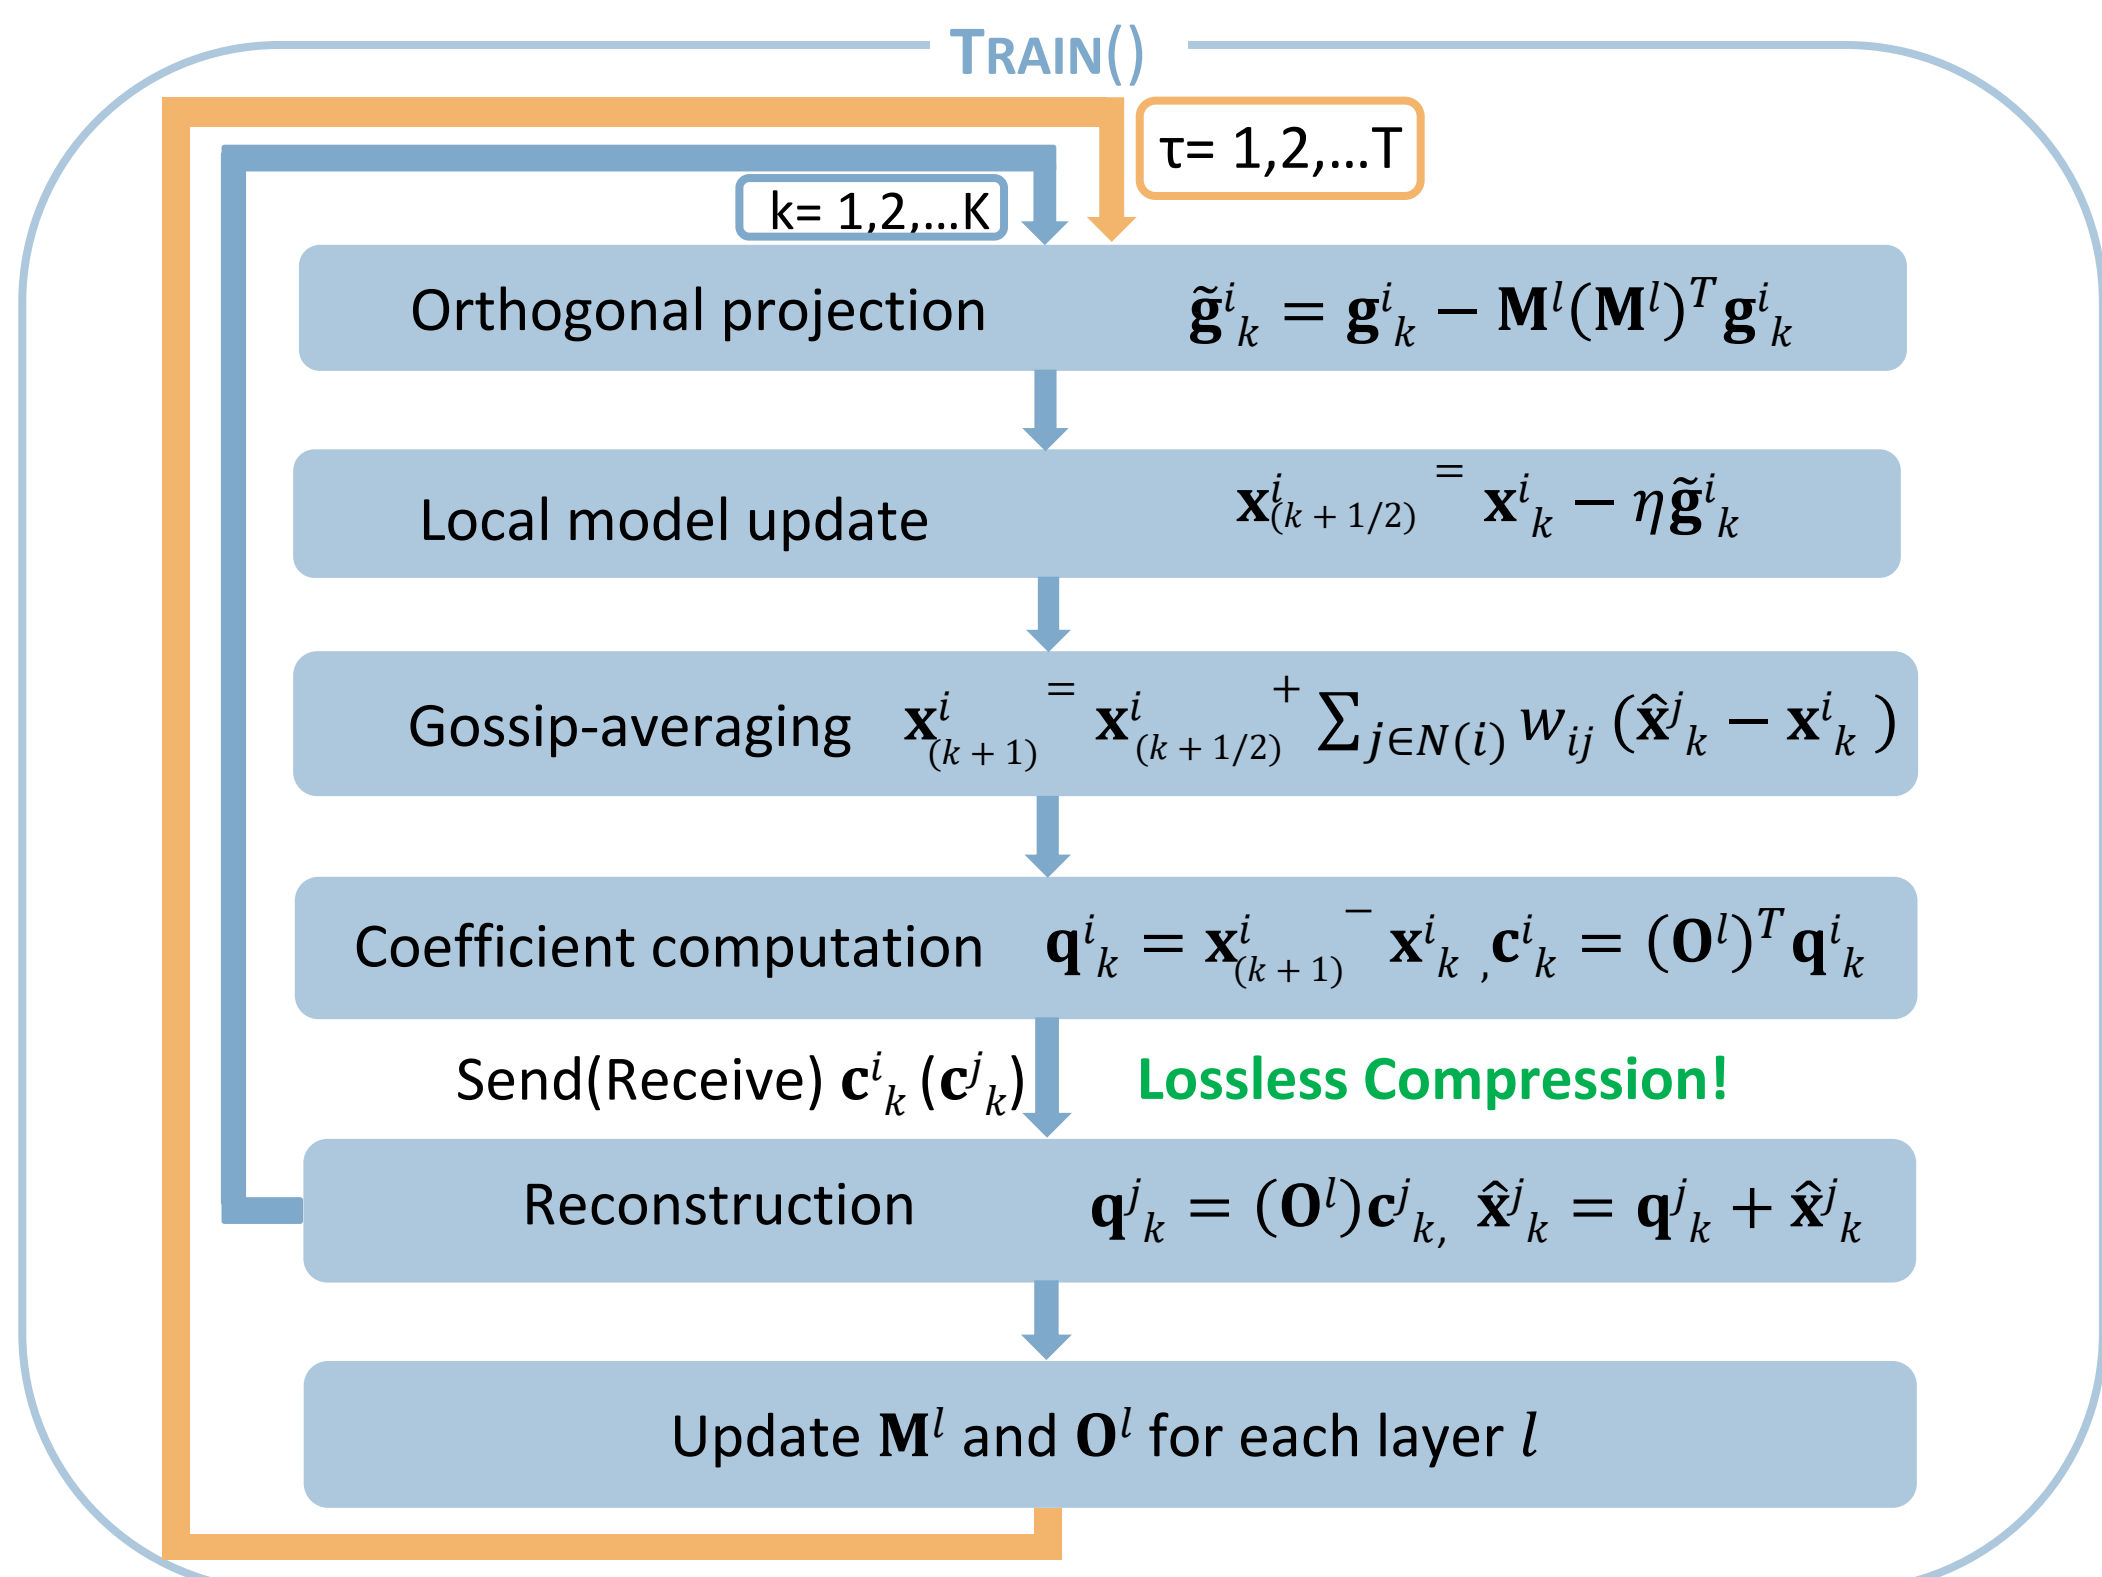 TRAIN()
τ= 1,2,...T
k= 1,2,...K
Orthogonal projection g̃ⁱₖ = gⁱₖ − Mˡ(Mˡ)ᵀgⁱₖ
Local model update xⁱ₍ₖ ₊ ₁/₂₎ = xⁱₖ − ηg̃ⁱₖ
Gossip-averaging xⁱ₍ₖ ₊ ₁₎ = xⁱ₍ₖ ₊ ₁/₂₎ + ∑_{j∈N(i)} w_{ij} (x̂ʲₖ − xⁱₖ )
Coefficient computation qⁱₖ = xⁱ₍ₖ ₊ ₁₎ − xⁱₖ ,cⁱₖ = (Oˡ)ᵀqⁱₖ
Send(Receive) cⁱₖ (cʲₖ) Lossless Compression!
Reconstruction qʲₖ = (Oˡ)cʲₖ, x̂ʲₖ = qʲₖ + x̂ʲₖ
Update Mˡ and Oˡ for each layer l